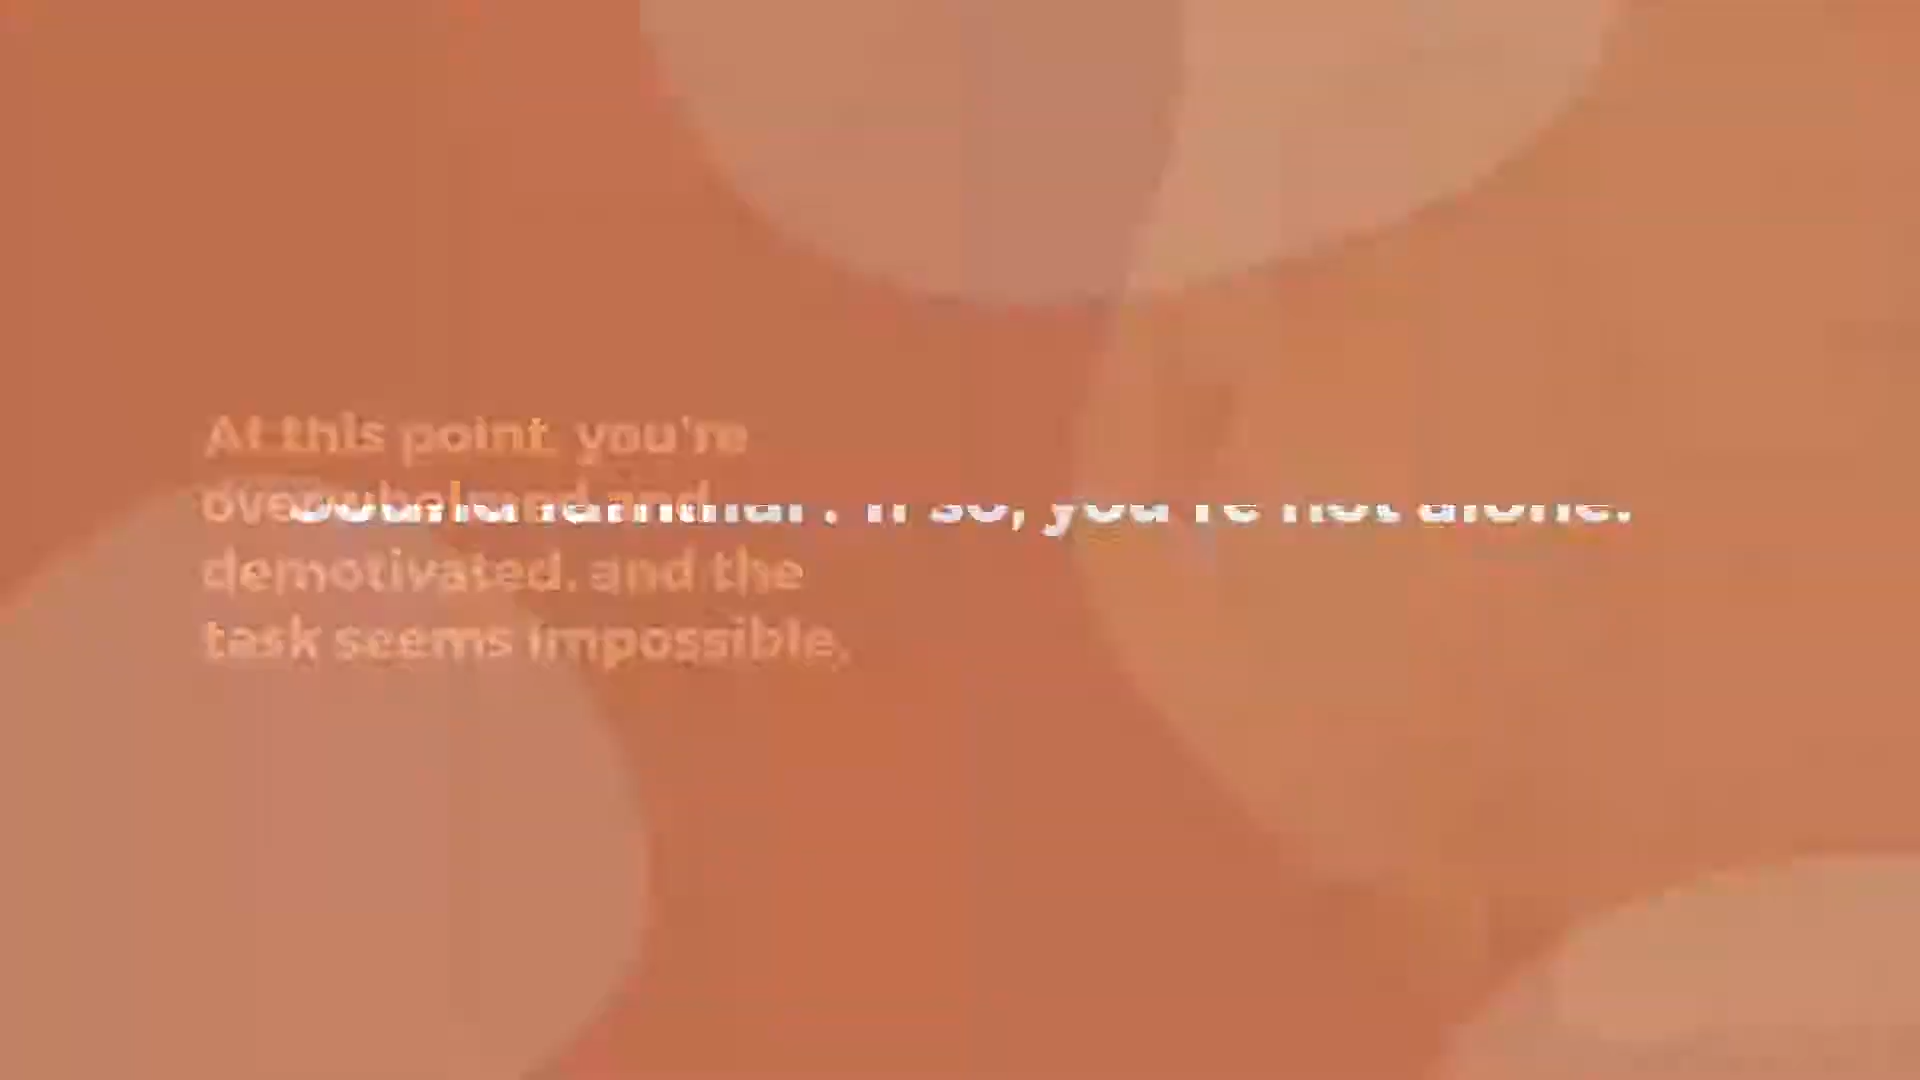 At this point, you're
overwhelmed and
demotivated, and the
task seems impossible.
Sound familiar? If so, you're not alone.